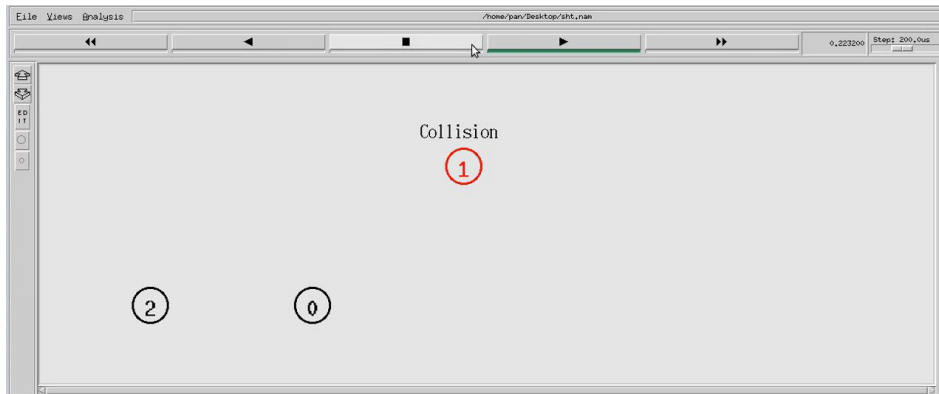 File Views Analysis /home/pan/Desktop/sht.nam
0.223200 Step: 200.0us
ED
IT
Collision
1
2 0